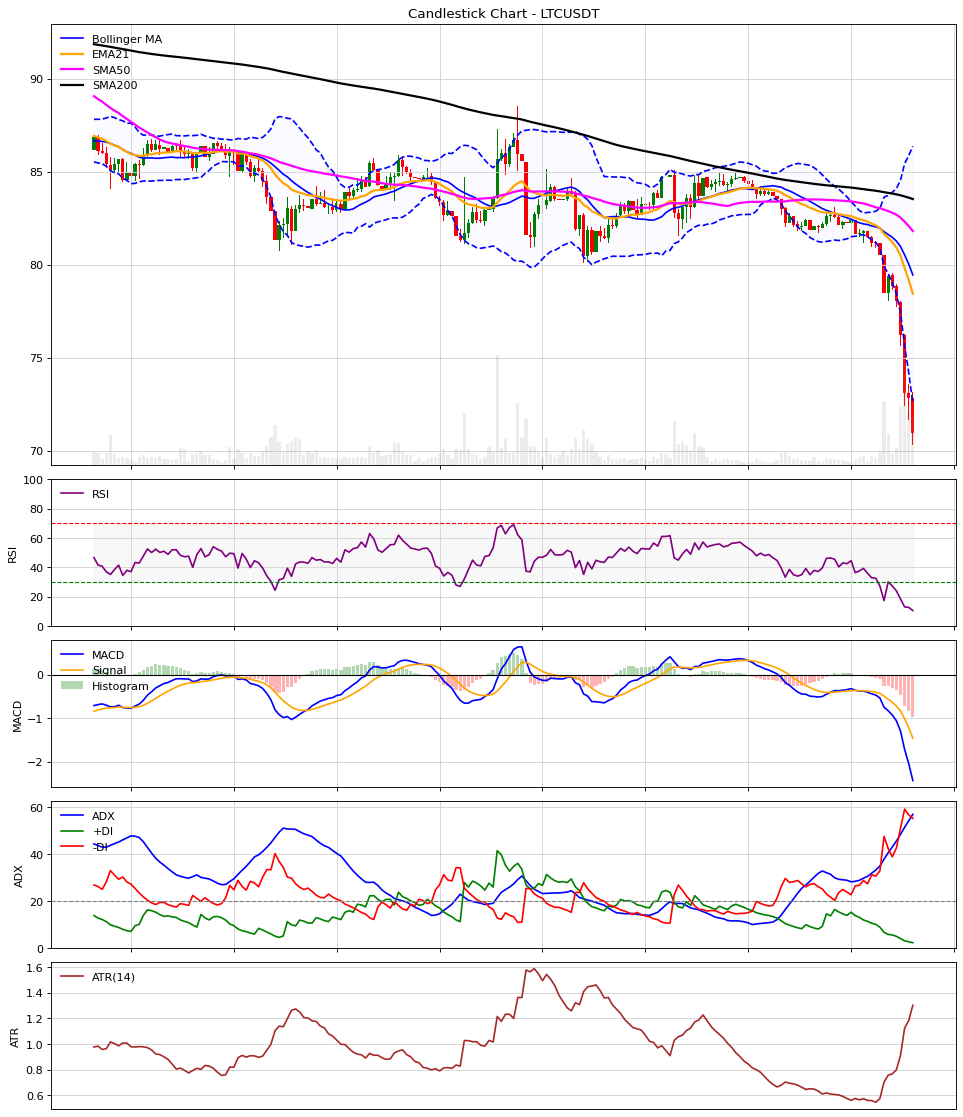 Candlestick Chart - LTCUSDT
Bollinger MA
EMA21
SMA50
SMA200
90
85
80
75
70
RSI
100
80
60
40
20
0
RSI
MACD
Signal
Histogram
0
−1
−2
MACD
ADX
+DI
-DI
60
40
20
0
ADX
ATR(14)
1.6
1.4
1.2
1.0
0.8
0.6
ATR